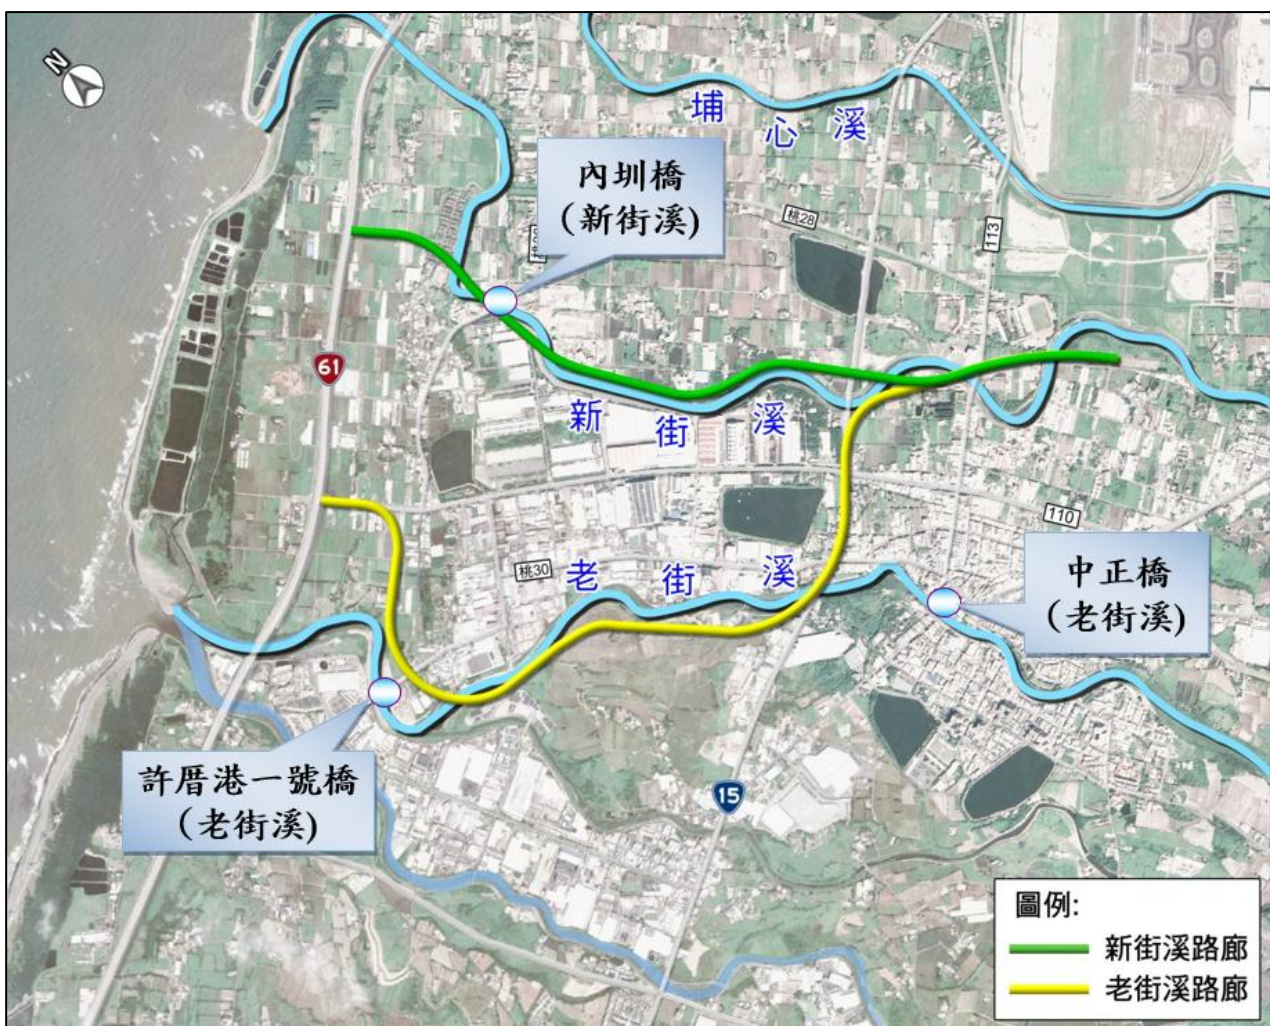 N
埔心溪
內圳橋
（新街溪）
桃28
113
61
新街溪
110
桃30
老街溪
中正橋
（老街溪）
許厝港一號橋
（老街溪）
15
圖例:
新街溪路廊
老街溪路廊